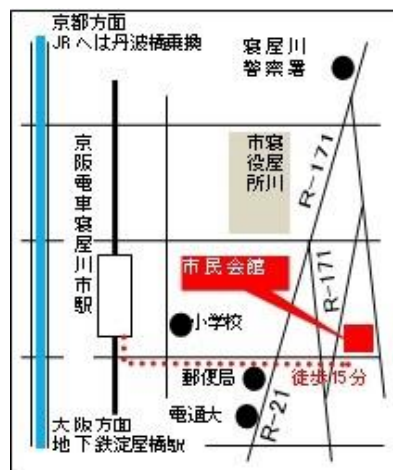 京都方面
JRへは丹波橋乗換
寝屋川
警察署
寝屋川
市役所
京阪電車寝屋川市駅
R-171
R-171
市民会館
小学校
徒歩15分
郵便局
電通大
R-21
大阪方面
地下鉄淀屋橋駅